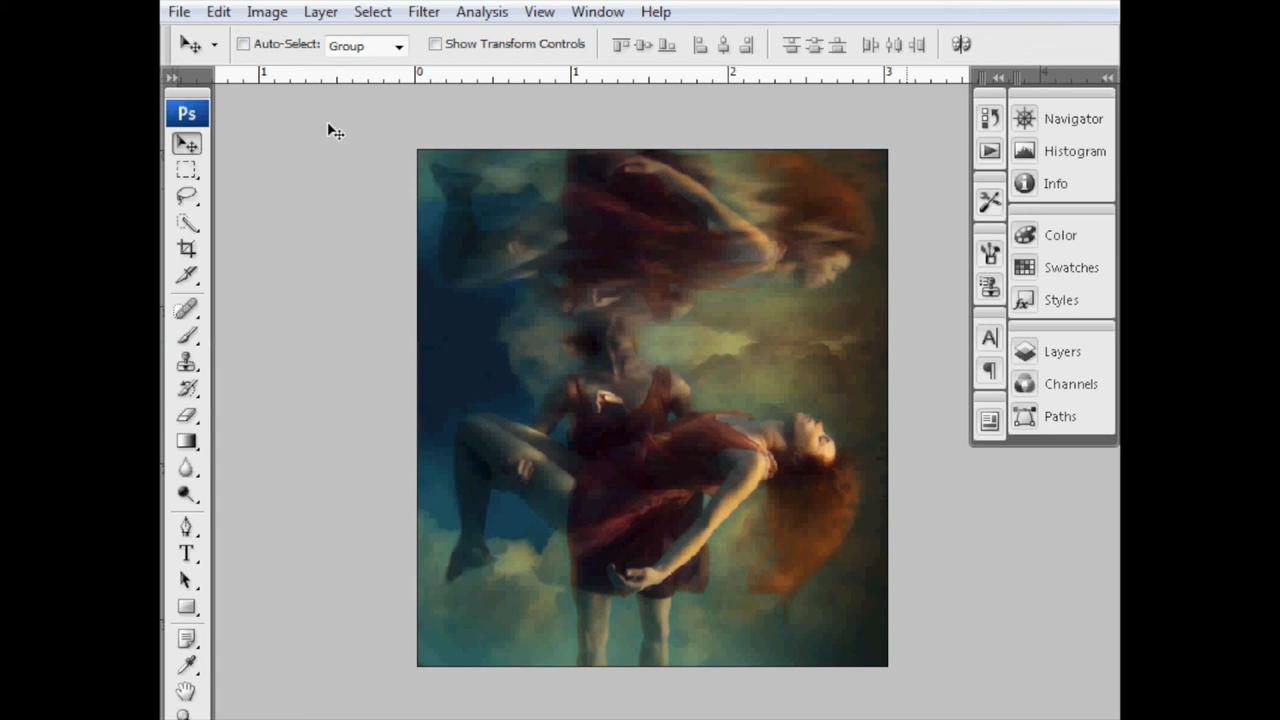 File Edit Image Layer Select Filter Analysis View Window Help
Auto-Select: Group Show Transform Controls
1 0 1 2 3 4
Ps
Navigator
Histogram
Info
Color
Swatches
Styles
Layers
Channels
Paths